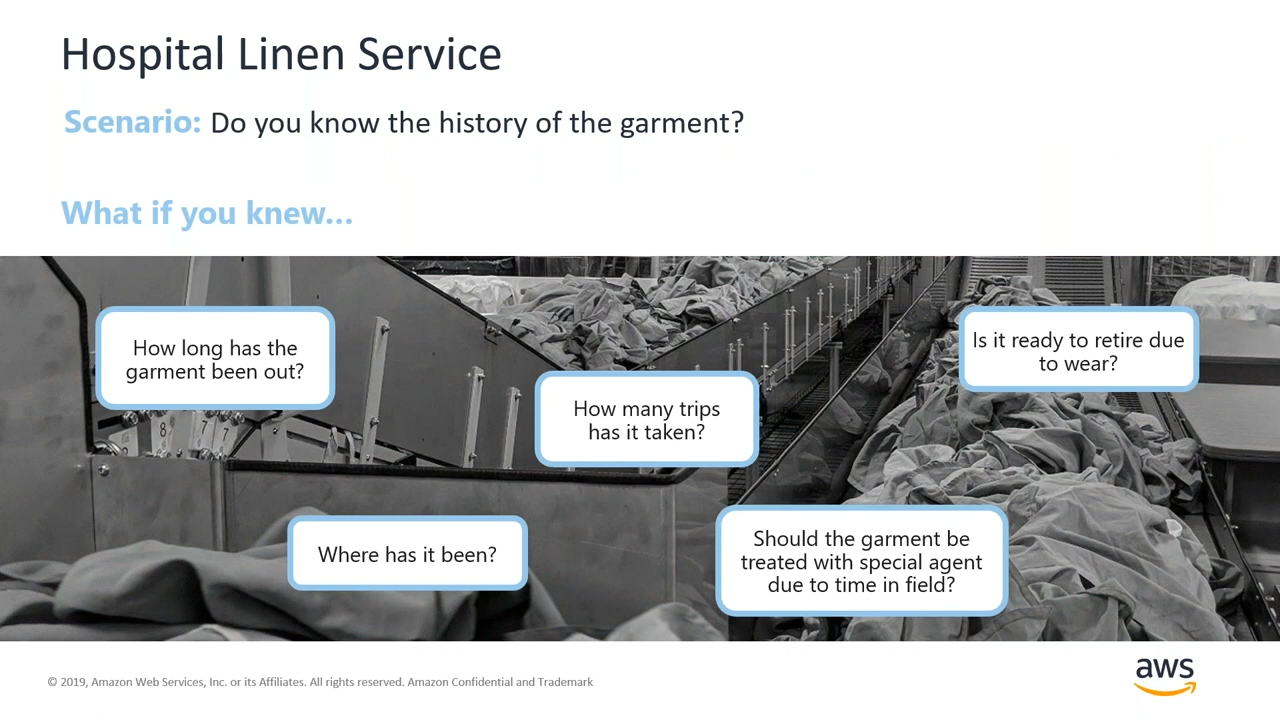 Hospital Linen Service
Scenario: Do you know the history of the garment?
What if you knew...
How long has the
garment been out?
Is it ready to retire due
to wear?
How many trips
has it taken?
Where has it been?
Should the garment be
treated with special agent
due to time in field?
8
7
7
© 2019, Amazon Web Services, Inc. or its Affiliates. All rights reserved. Amazon Confidential and Trademark
aws